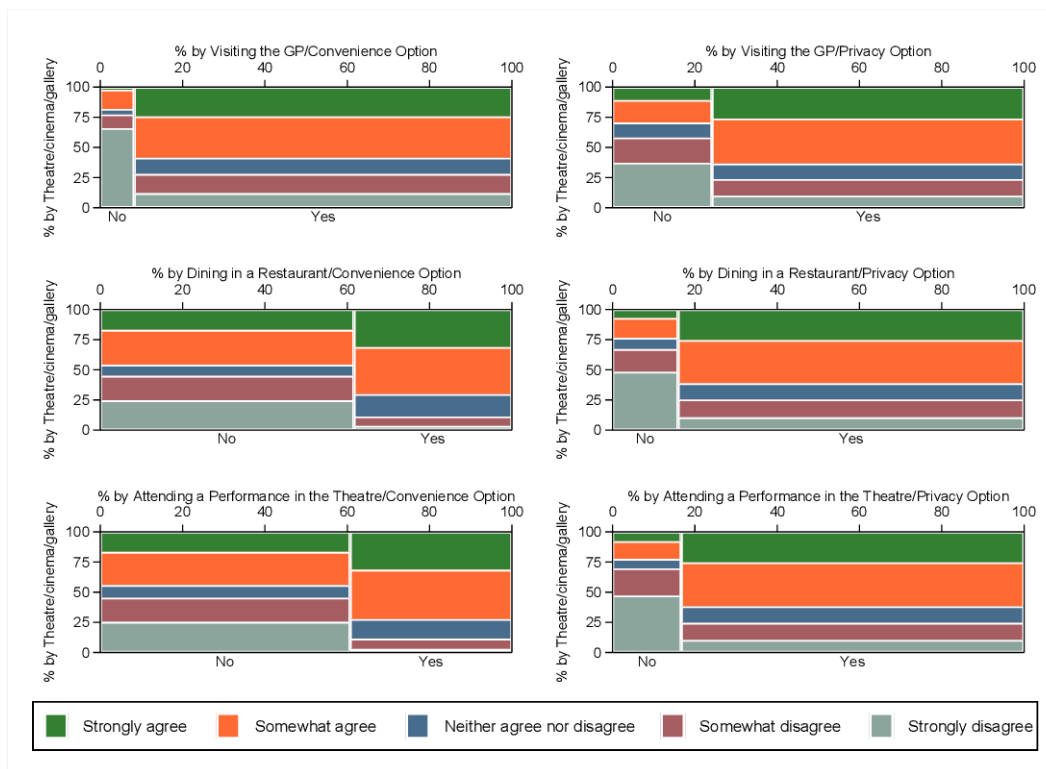 % by Visiting the GP/Convenience Option
0 20 40 60 80 100
% by Theatre/cinema/gallery
100
75
50
25
0
No Yes
% by Visiting the GP/Privacy Option
0 20 40 60 80 100
% by Theatre/cinema/gallery
100
75
50
25
0
No Yes
% by Dining in a Restaurant/Convenience Option
0 20 40 60 80 100
% by Theatre/cinema/gallery
100
75
50
25
0
No Yes
% by Dining in a Restaurant/Privacy Option
0 20 40 60 80 100
% by Theatre/cinema/gallery
100
75
50
25
0
No Yes
% by Attending a Performance in the Theatre/Convenience Option
0 20 40 60 80 100
% by Theatre/cinema/gallery
100
75
50
25
0
No Yes
% by Attending a Performance in the Theatre/Privacy Option
0 20 40 60 80 100
% by Theatre/cinema/gallery
100
75
50
25
0
No Yes
Strongly agree Somewhat agree Neither agree nor disagree Somewhat disagree Strongly disagree